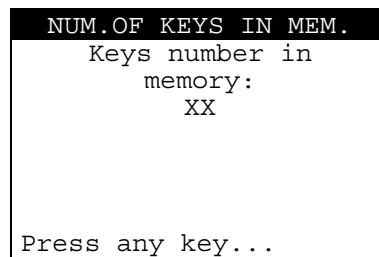 NUM.OF KEYS IN MEM.
Keys number in
memory:
XX
Press any key...